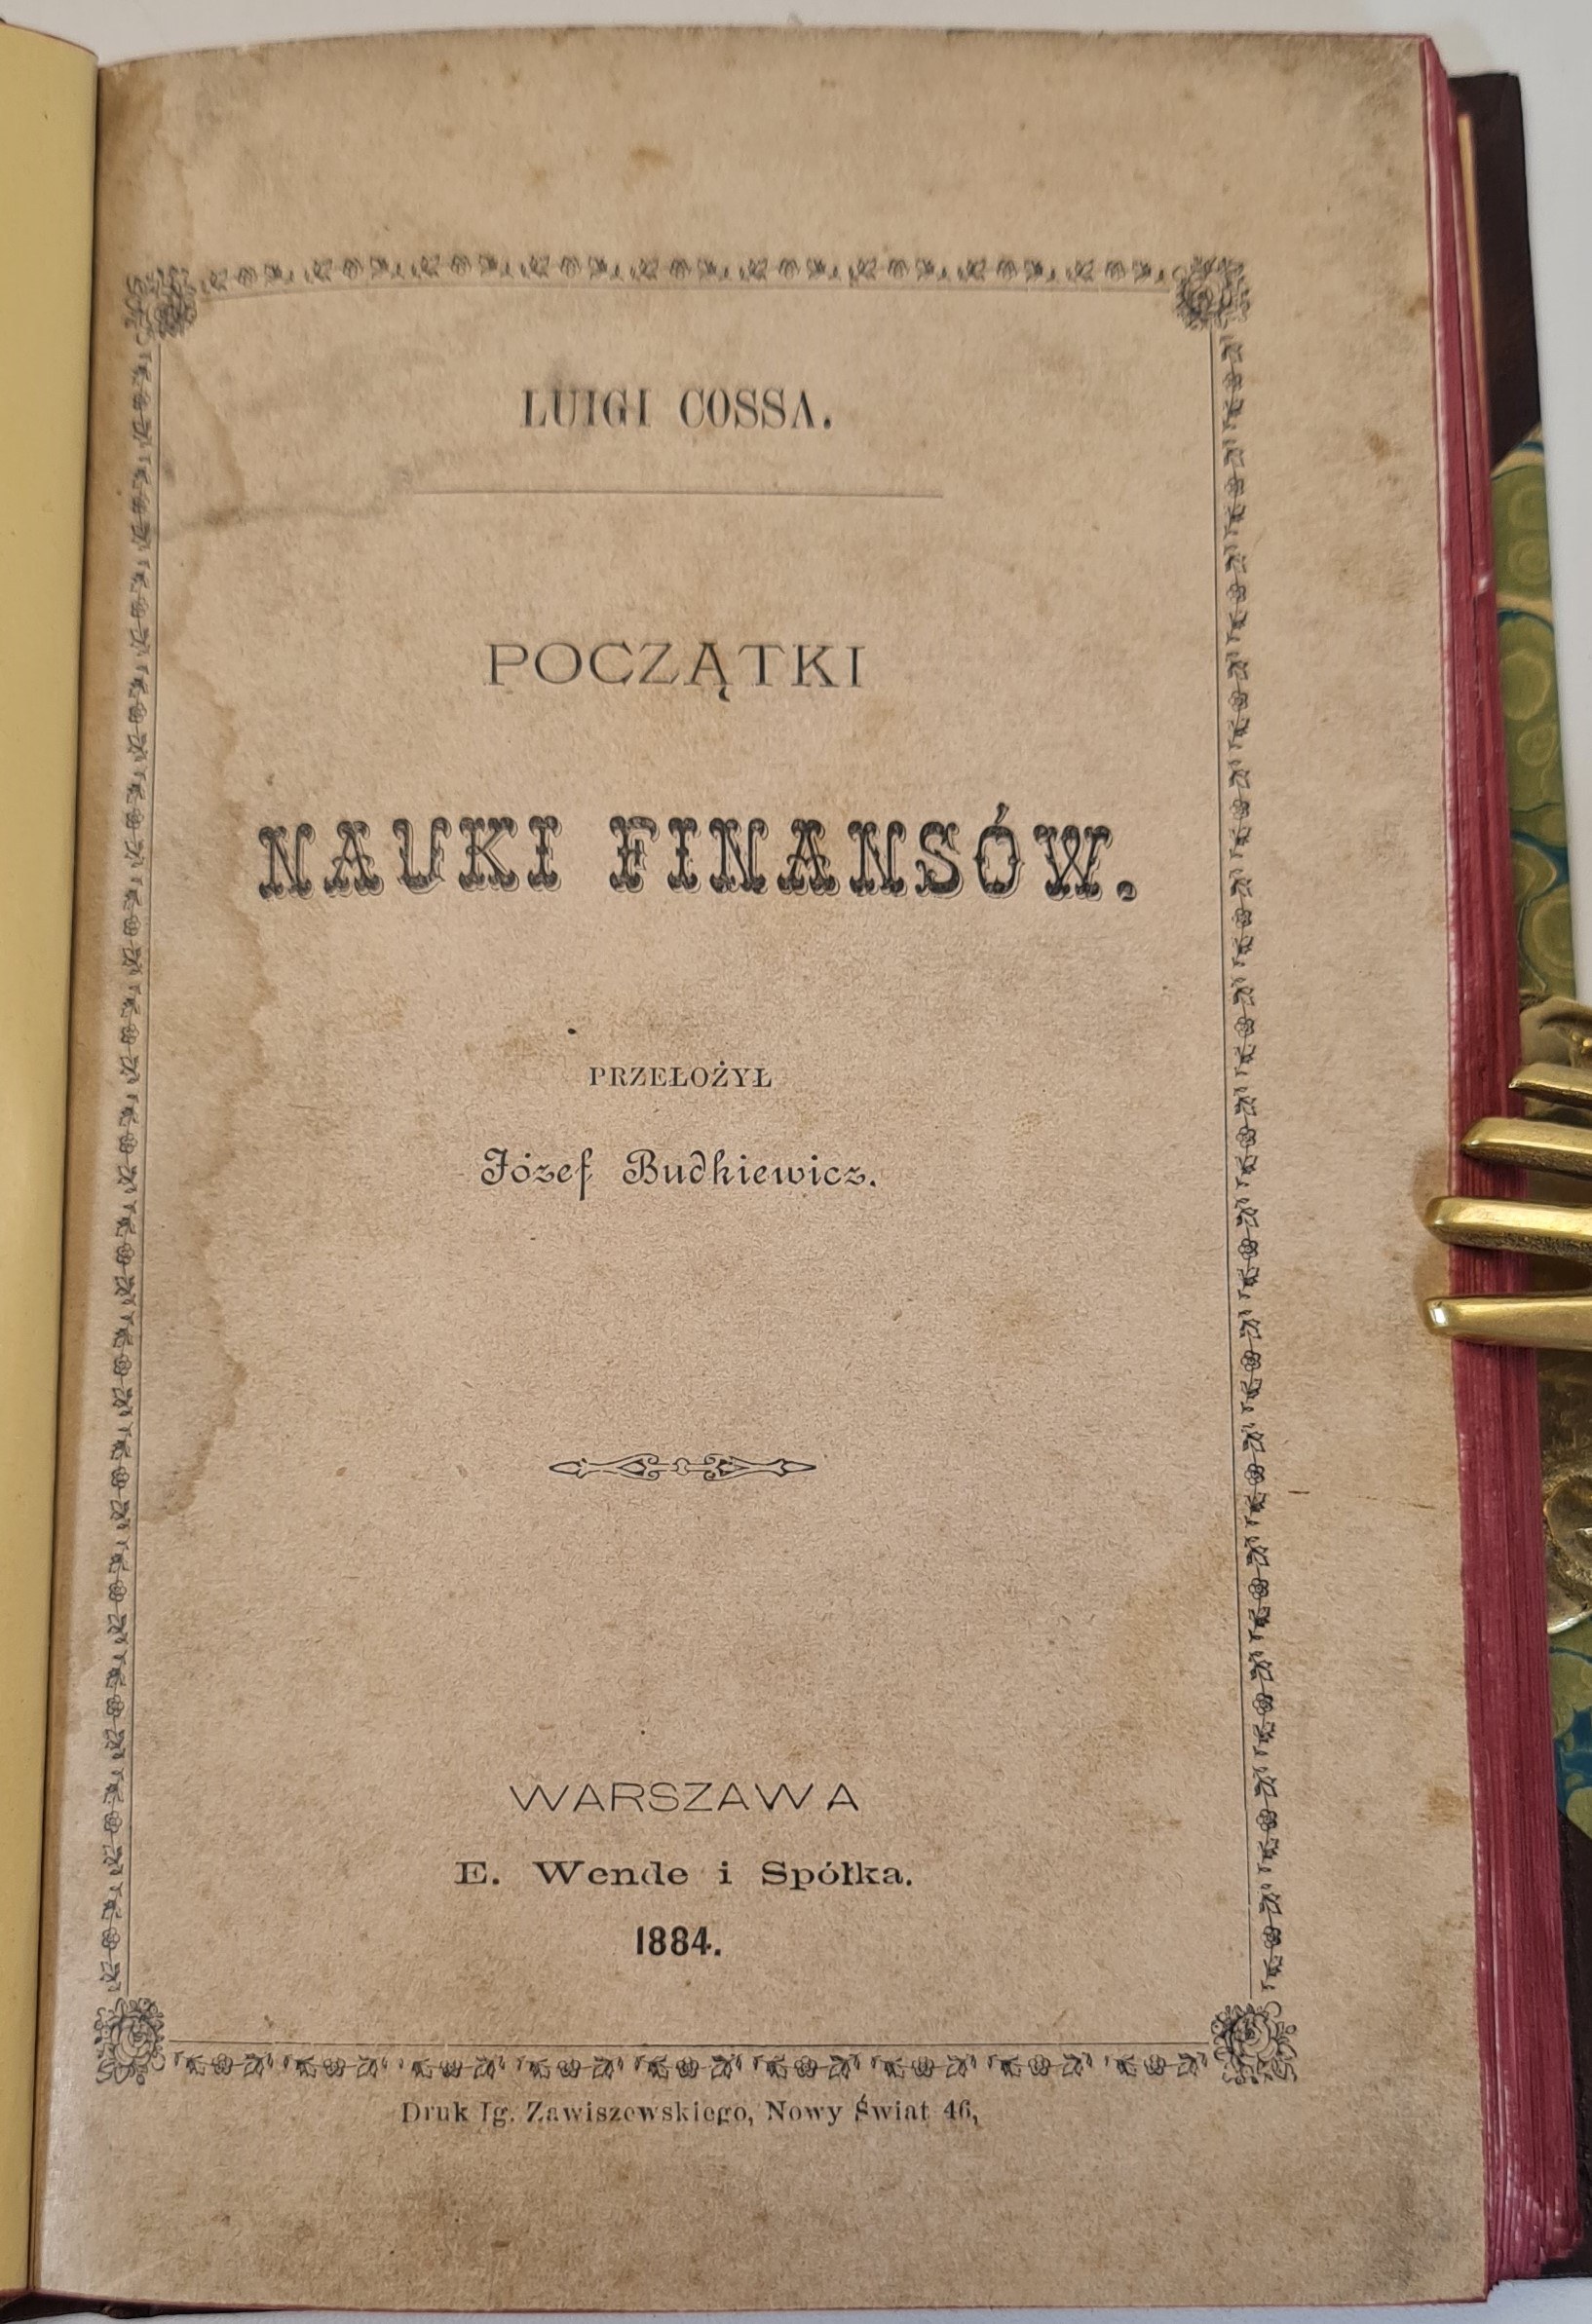 LUIGI COSSA.
POCZĄTKI
NAUKI FINANSÓW.
PRZEŁOŻYŁ
Józef Budkiewicz.
WARSZAWA
E. Wende i Spółka.
1884.
Druk Ig. Zawiszewskiego, Nowy Świat 46,